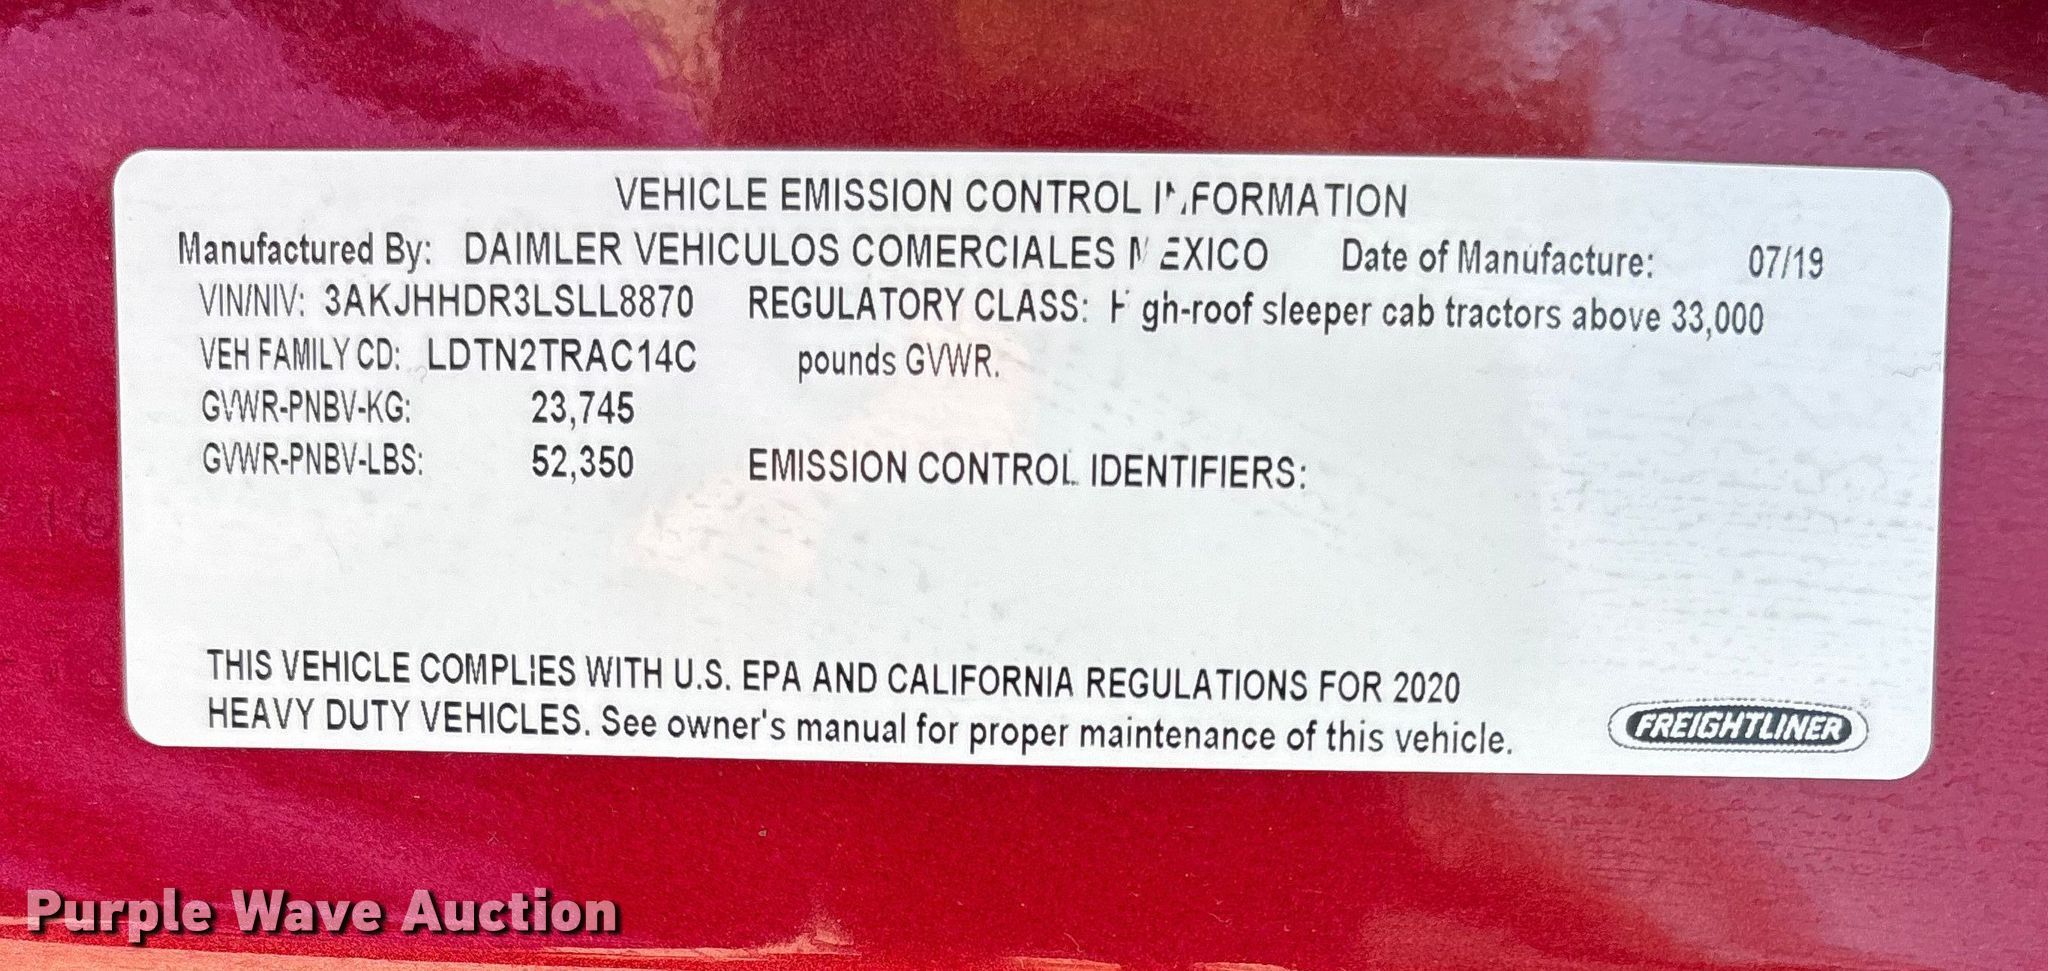 VEHICLE EMISSION CONTROL INFORMATION
Manufactured By: DAIMLER VEHICULOS COMERCIALES MEXICO Date of Manufacture: 07/19
VIN/NIV: 3AKJHHDR3LSLL8870 REGULATORY CLASS: High-roof sleeper cab tractors above 33,000
VEH FAMILY CD: LDTN2TRAC14C pounds GVWR.
GVWR-PNBV-KG: 23,745
GVWR-PNBV-LBS: 52,350 EMISSION CONTROL IDENTIFIERS:
THIS VEHICLE COMPLIES WITH U.S. EPA AND CALIFORNIA REGULATIONS FOR 2020
HEAVY DUTY VEHICLES. See owner's manual for proper maintenance of this vehicle.
FREIGHTLINER
Purple Wave Auction